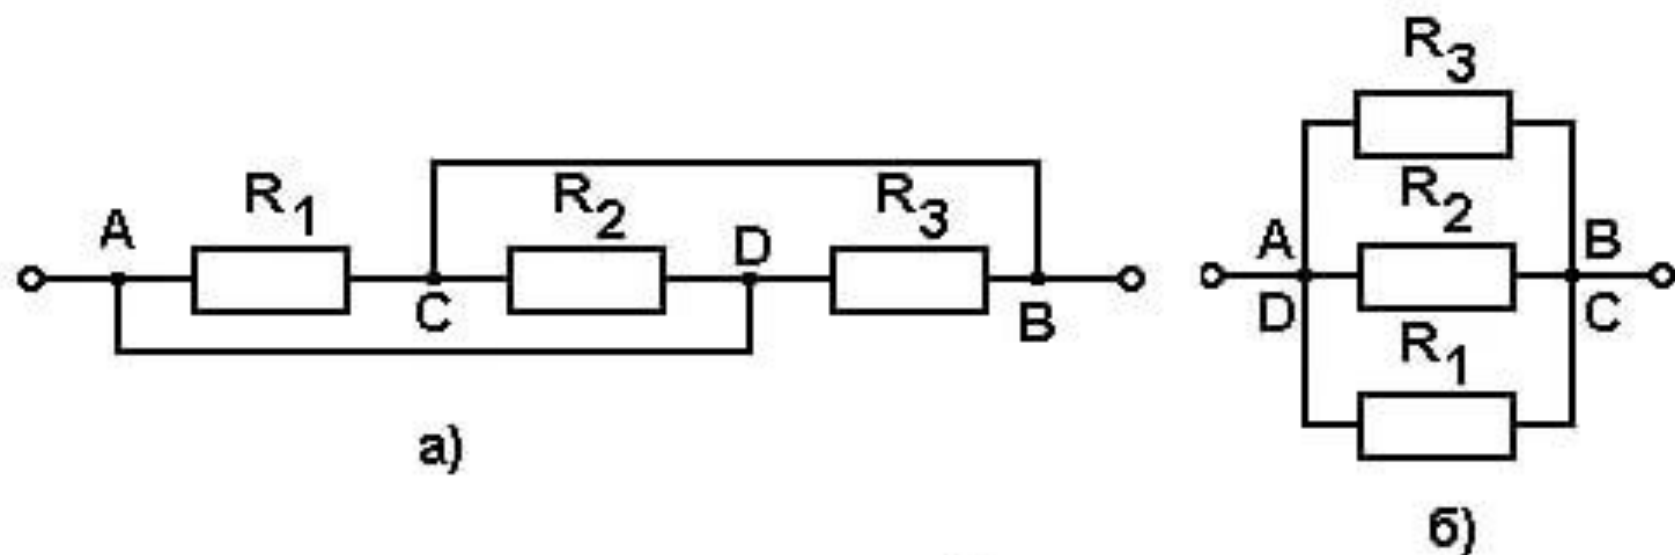 A R1 C R2 D R3 B
а)
R3
R2
A B
D C
R1
б)